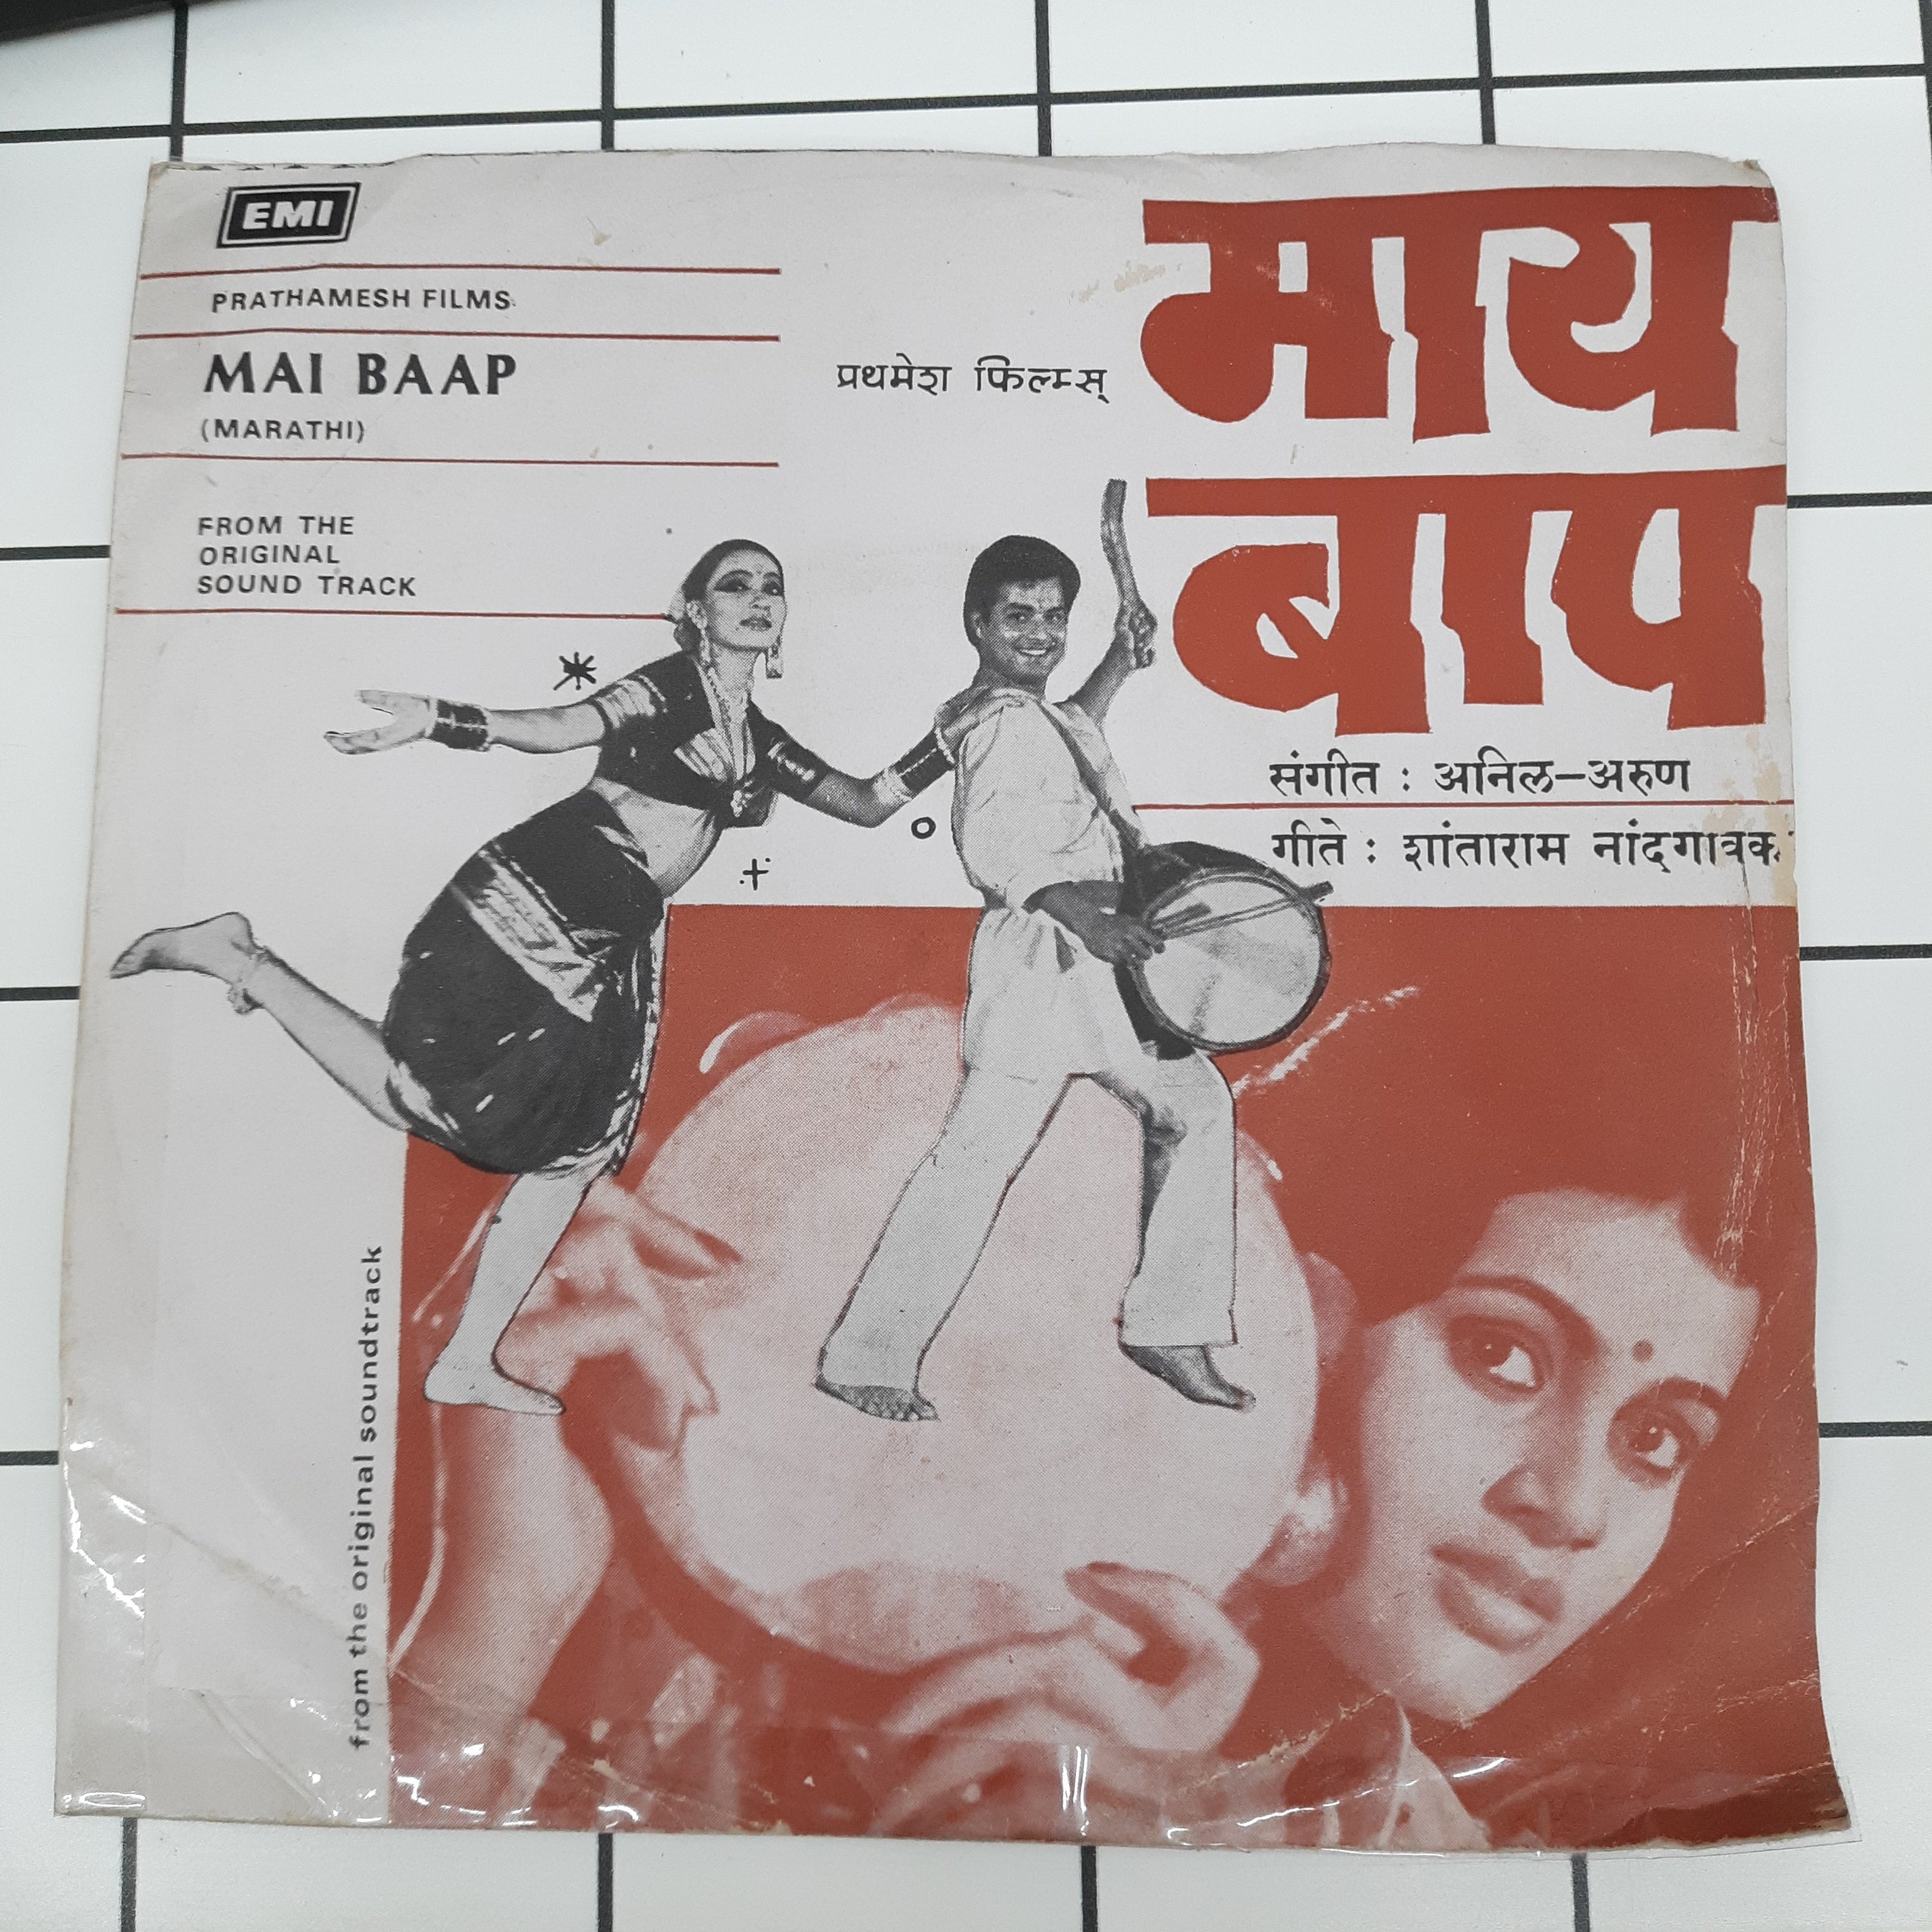 EMI
PRATHAMESH FILMS
MAI BAAP
(MARATHI)
FROM THE
ORIGINAL
SOUND TRACK
प्रथमेश फिल्म्स्
माय
बाप
संगीत : अनिल-अरुण
गीते : शांताराम
from the original soundtrack